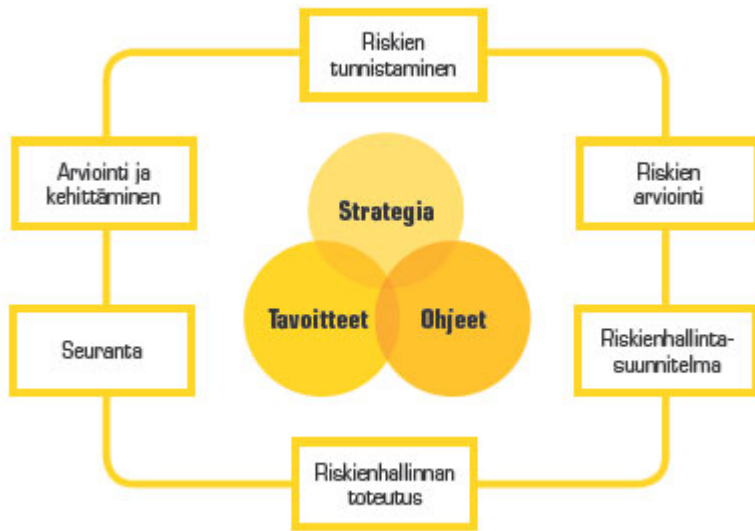 Riskien
tunnistaminen
Arviointi ja
kehittäminen
Riskien
arviointi
Strategia
Tavoitteet
Ohjeet
Seuranta
Riskienhallinta-
suunnitelma
Riskienhallinnan
toteutus